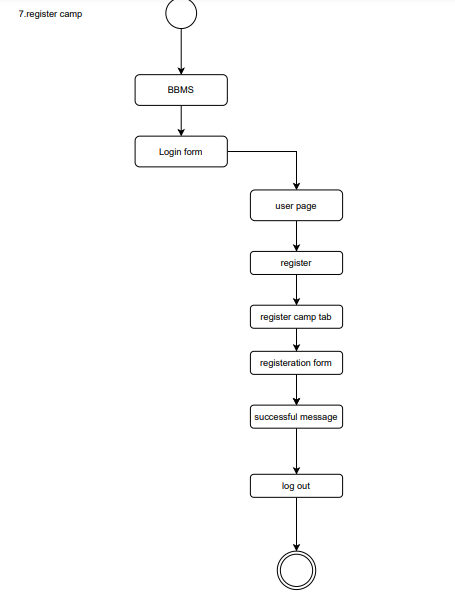 7.register camp
BBMS
Login form
user page
register
register camp tab
registeration form
successful message
log out